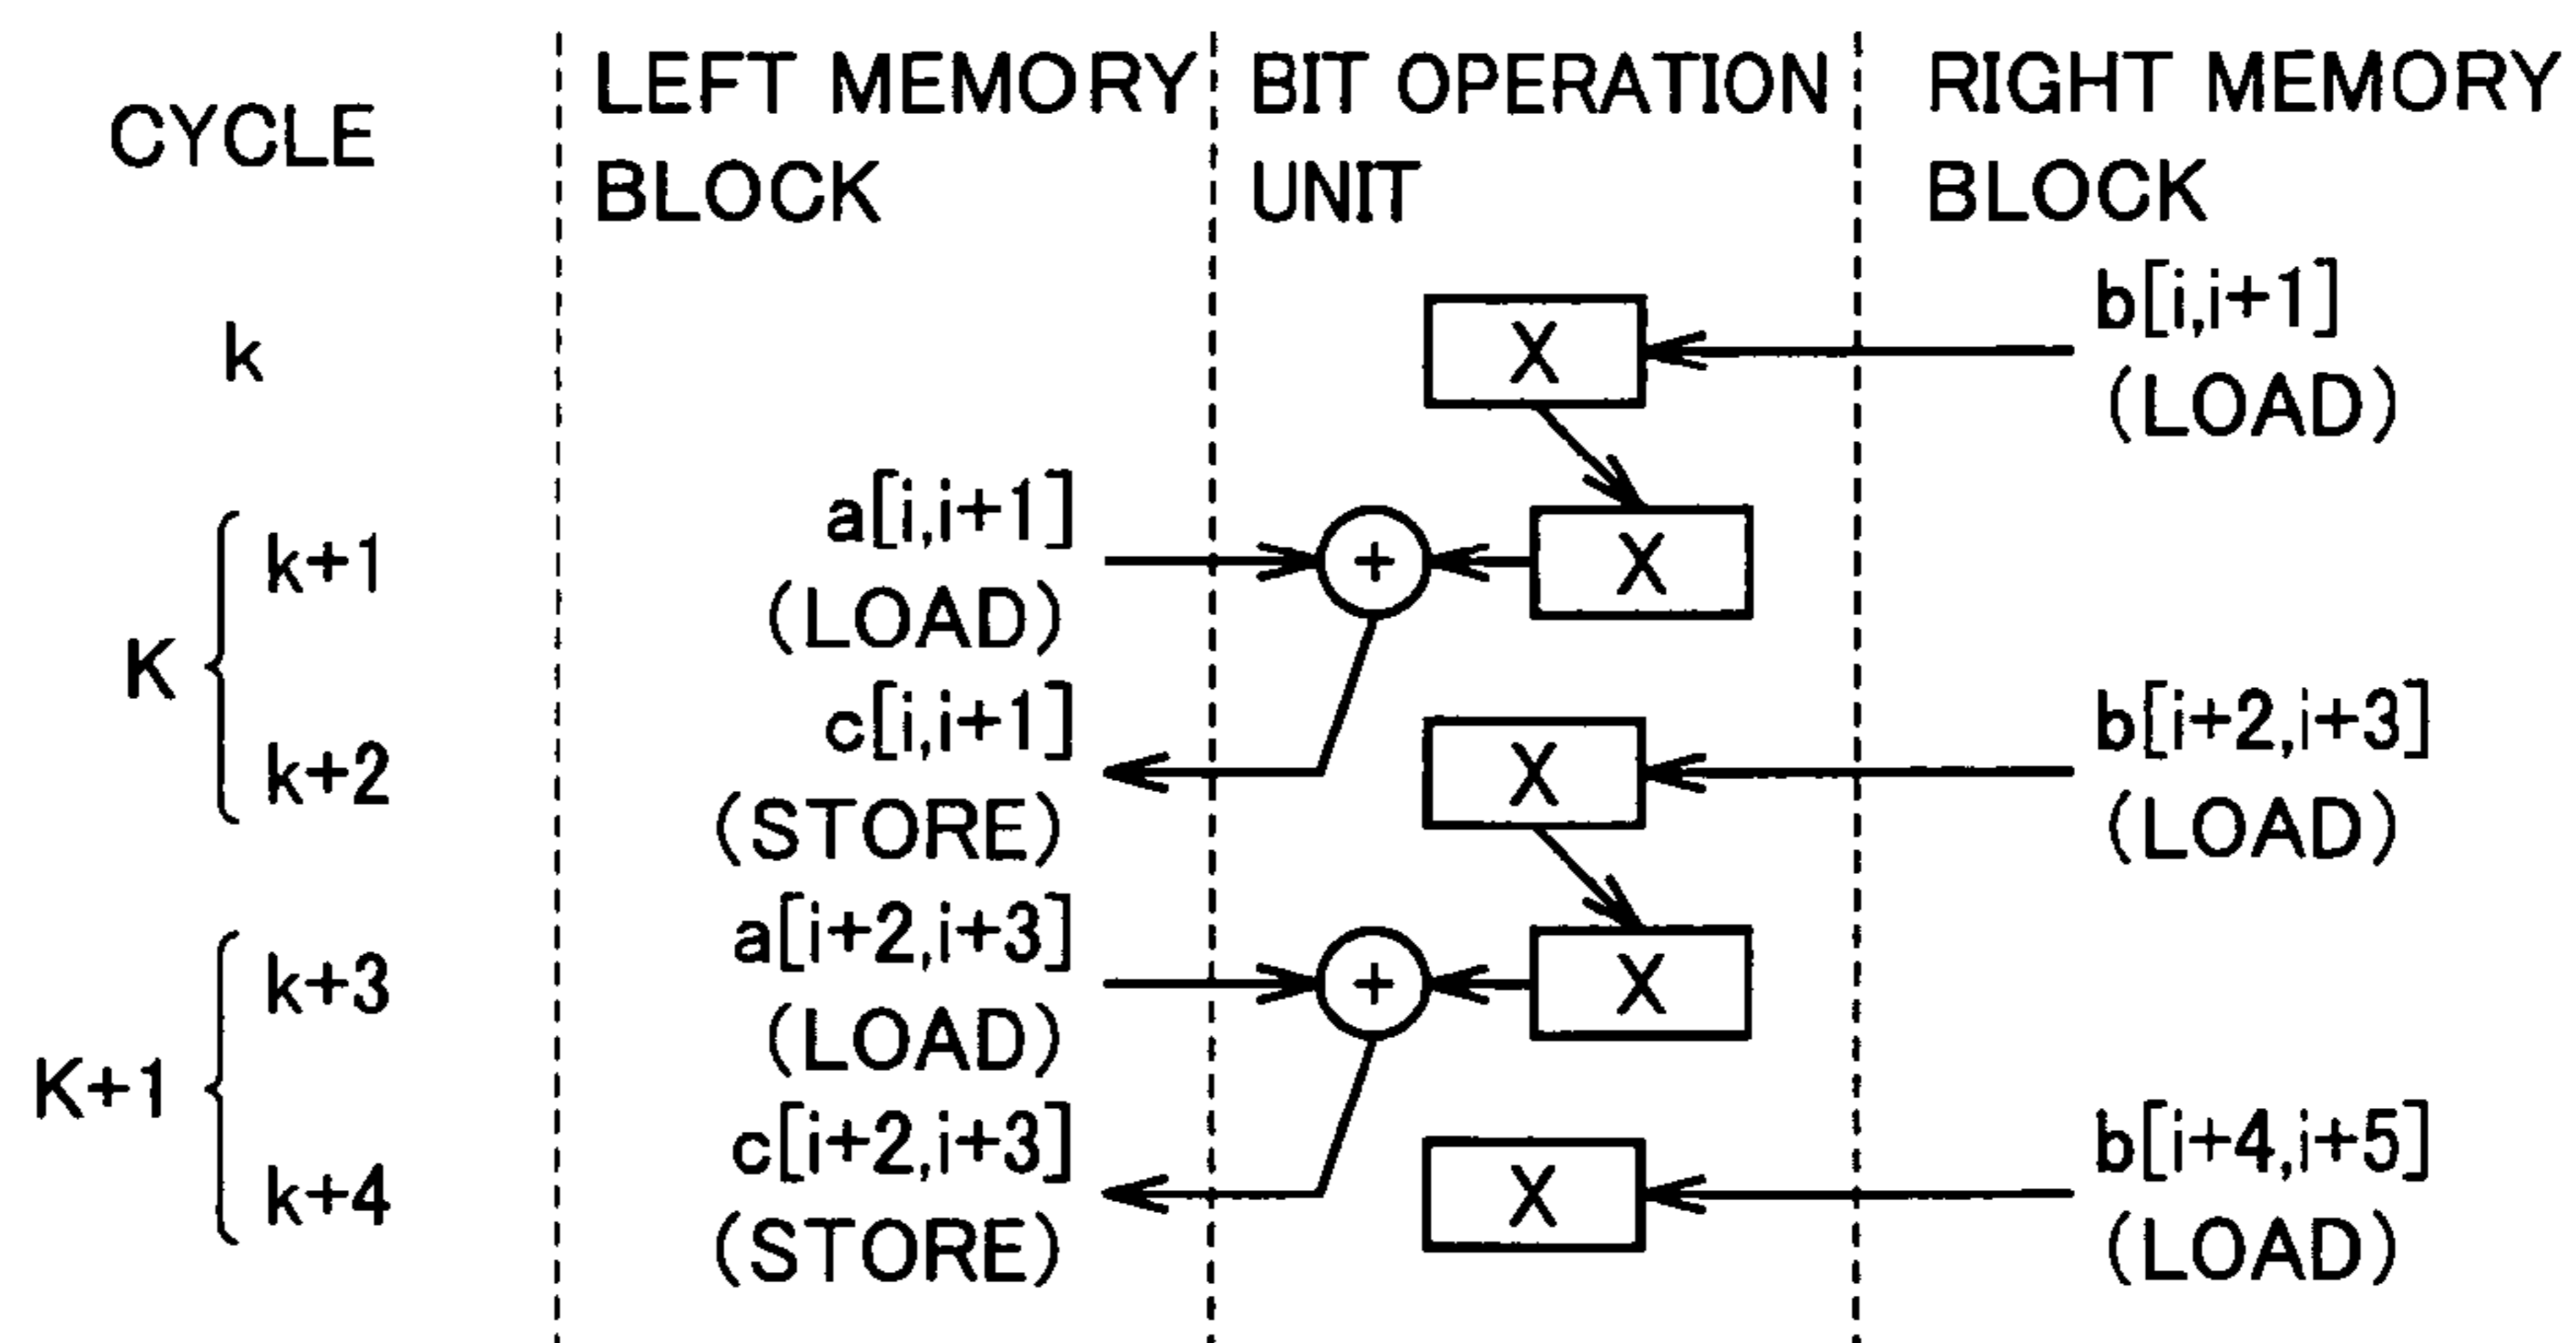 CYCLE
LEFT MEMORY
BLOCK
BIT OPERATION
UNIT
RIGHT MEMORY
BLOCK
k
X
b[i,i+1]
(LOAD)
K
k+1
a[i,i+1]
(LOAD)
+
X
k+2
c[i,i+1]
(STORE)
X
b[i+2,i+3]
(LOAD)
K+1
k+3
a[i+2,i+3]
(LOAD)
+
X
k+4
c[i+2,i+3]
(STORE)
X
b[i+4,i+5]
(LOAD)